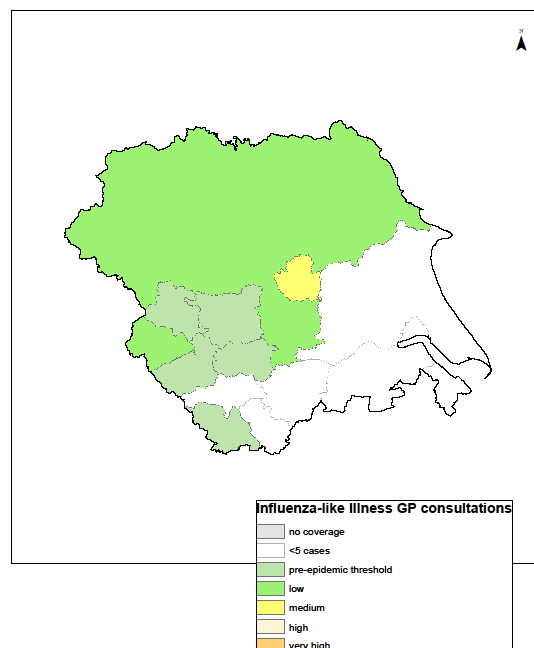 N
Influenza-like Illness GP consultations
no coverage
<5 cases
pre-epidemic threshold
low
medium
high
very high